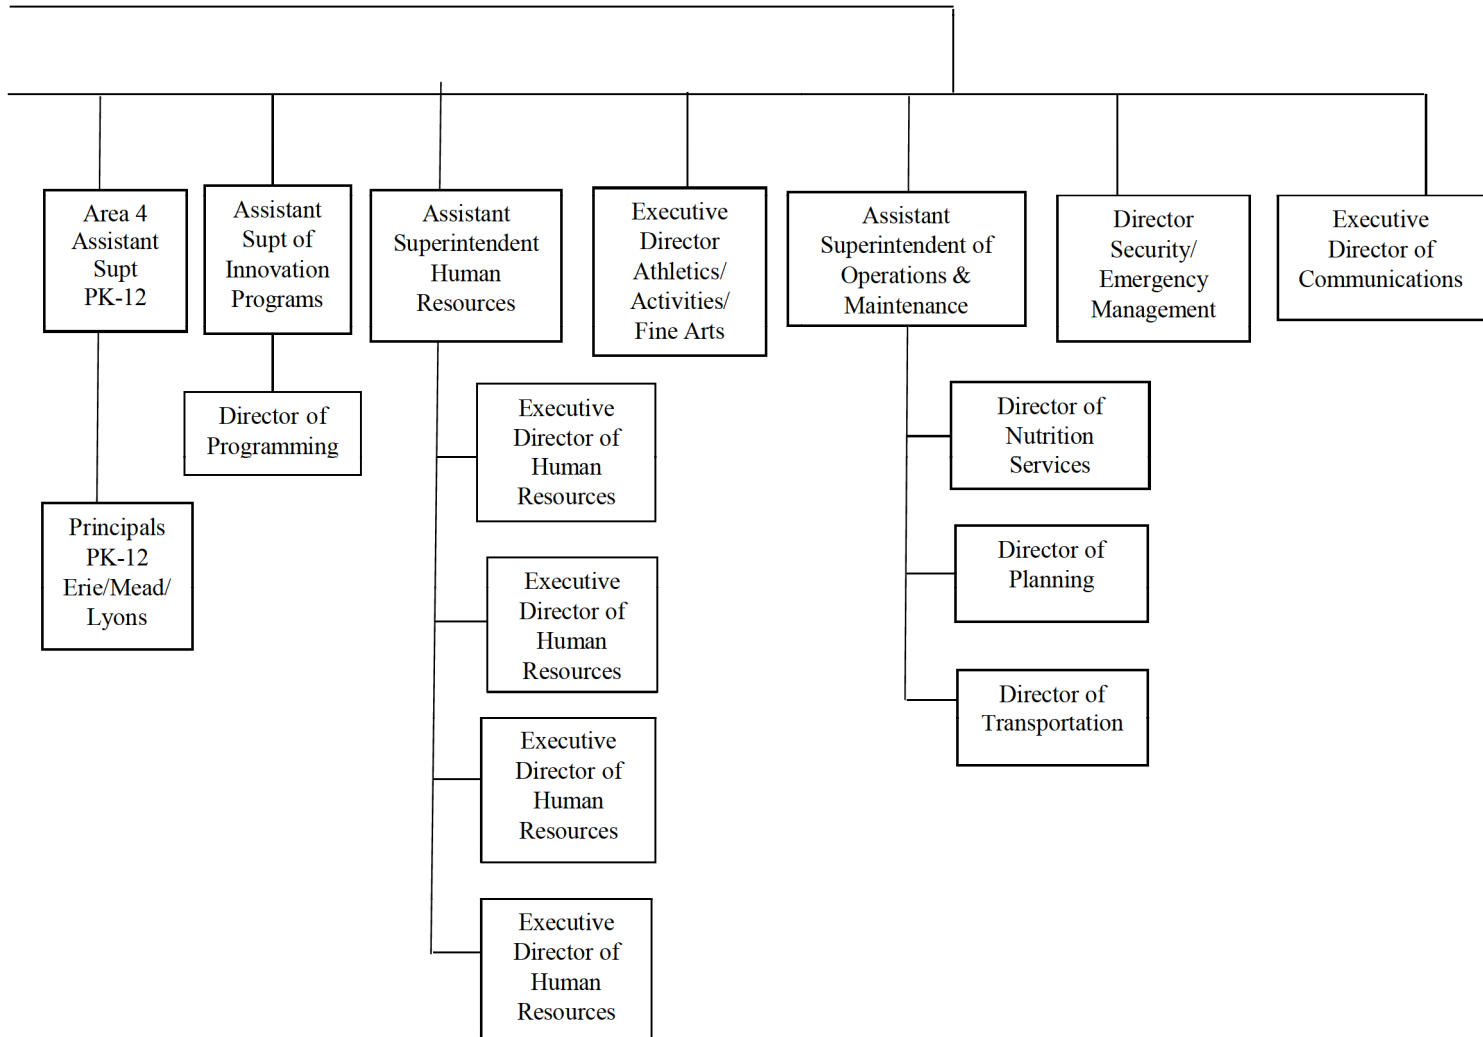 Area 4
Assistant
Supt
PK-12
Assistant
Supt of
Innovation
Programs
Assistant
Superintendent
Human
Resources
Executive
Director
Athletics/
Activities/
Fine Arts
Assistant
Superintendent of
Operations &
Maintenance
Director
Security/
Emergency
Management
Executive
Director of
Communications
Director of
Programming
Principals
PK-12
Erie/Mead/
Lyons
Executive
Director of
Human
Resources
Executive
Director of
Human
Resources
Executive
Director of
Human
Resources
Executive
Director of
Human
Resources
Director of
Nutrition
Services
Director of
Planning
Director of
Transportation